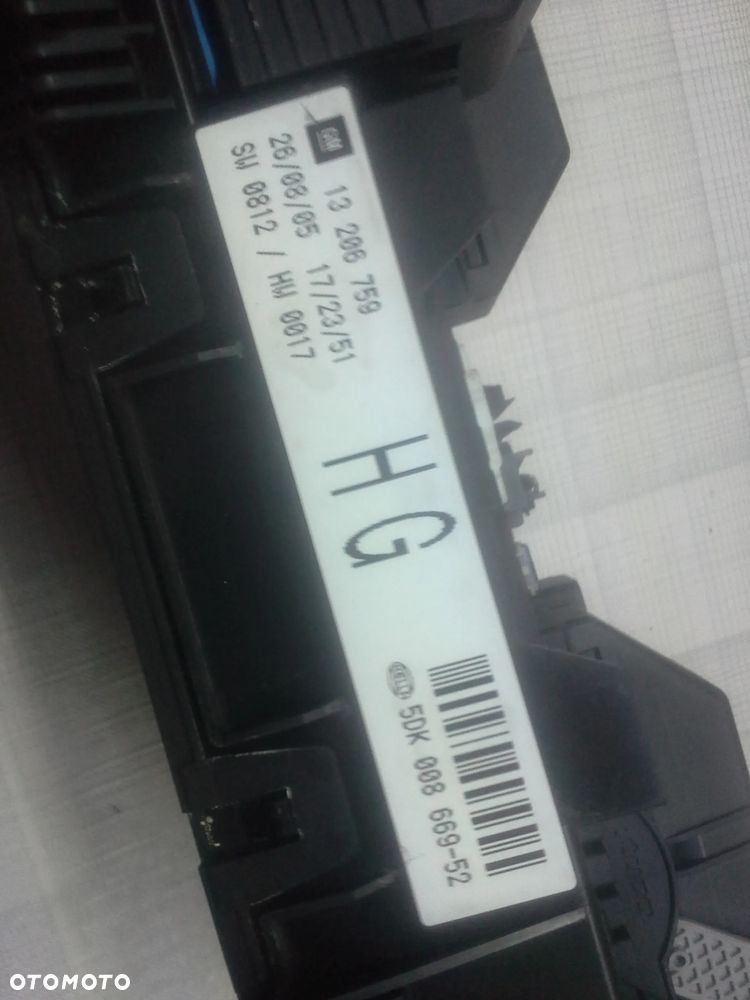 GM 13 206 759
26/08/05 17/23/51
SW 0812 / HW 0017
HG
HELLA 5DK 008 669-52
OTOMOTO